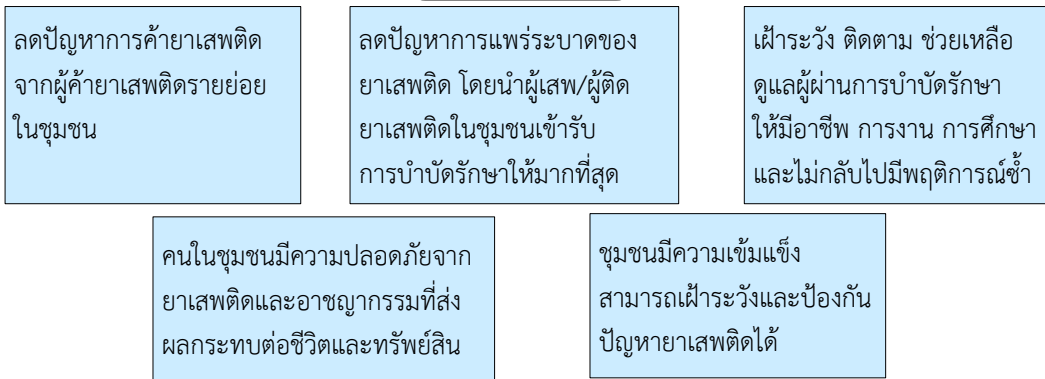 ลดปัญหาการค้ายาเสพติด
จากผู้ค้ายาเสพติดรายย่อย
ในชุมชน
ลดปัญหาการแพร่ระบาดของ
ยาเสพติด โดยนำผู้เสพ/ผู้ติด
ยาเสพติดในชุมชนเข้ารับ
การบำบัดรักษาให้มากที่สุด
เฝ้าระวัง ติดตาม ช่วยเหลือ
ดูแลผู้ผ่านการบำบัดรักษา
ให้มีอาชีพ การงาน การศึกษา
และไม่กลับไปมีพฤติการณ์ซ้ำ
คนในชุมชนมีความปลอดภัยจาก
ยาเสพติดและอาชญากรรมที่ส่ง
ผลกระทบต่อชีวิตและทรัพย์สิน
ชุมชนมีความเข้มแข็ง
สามารถเฝ้าระวังและป้องกัน
ปัญหายาเสพติดได้